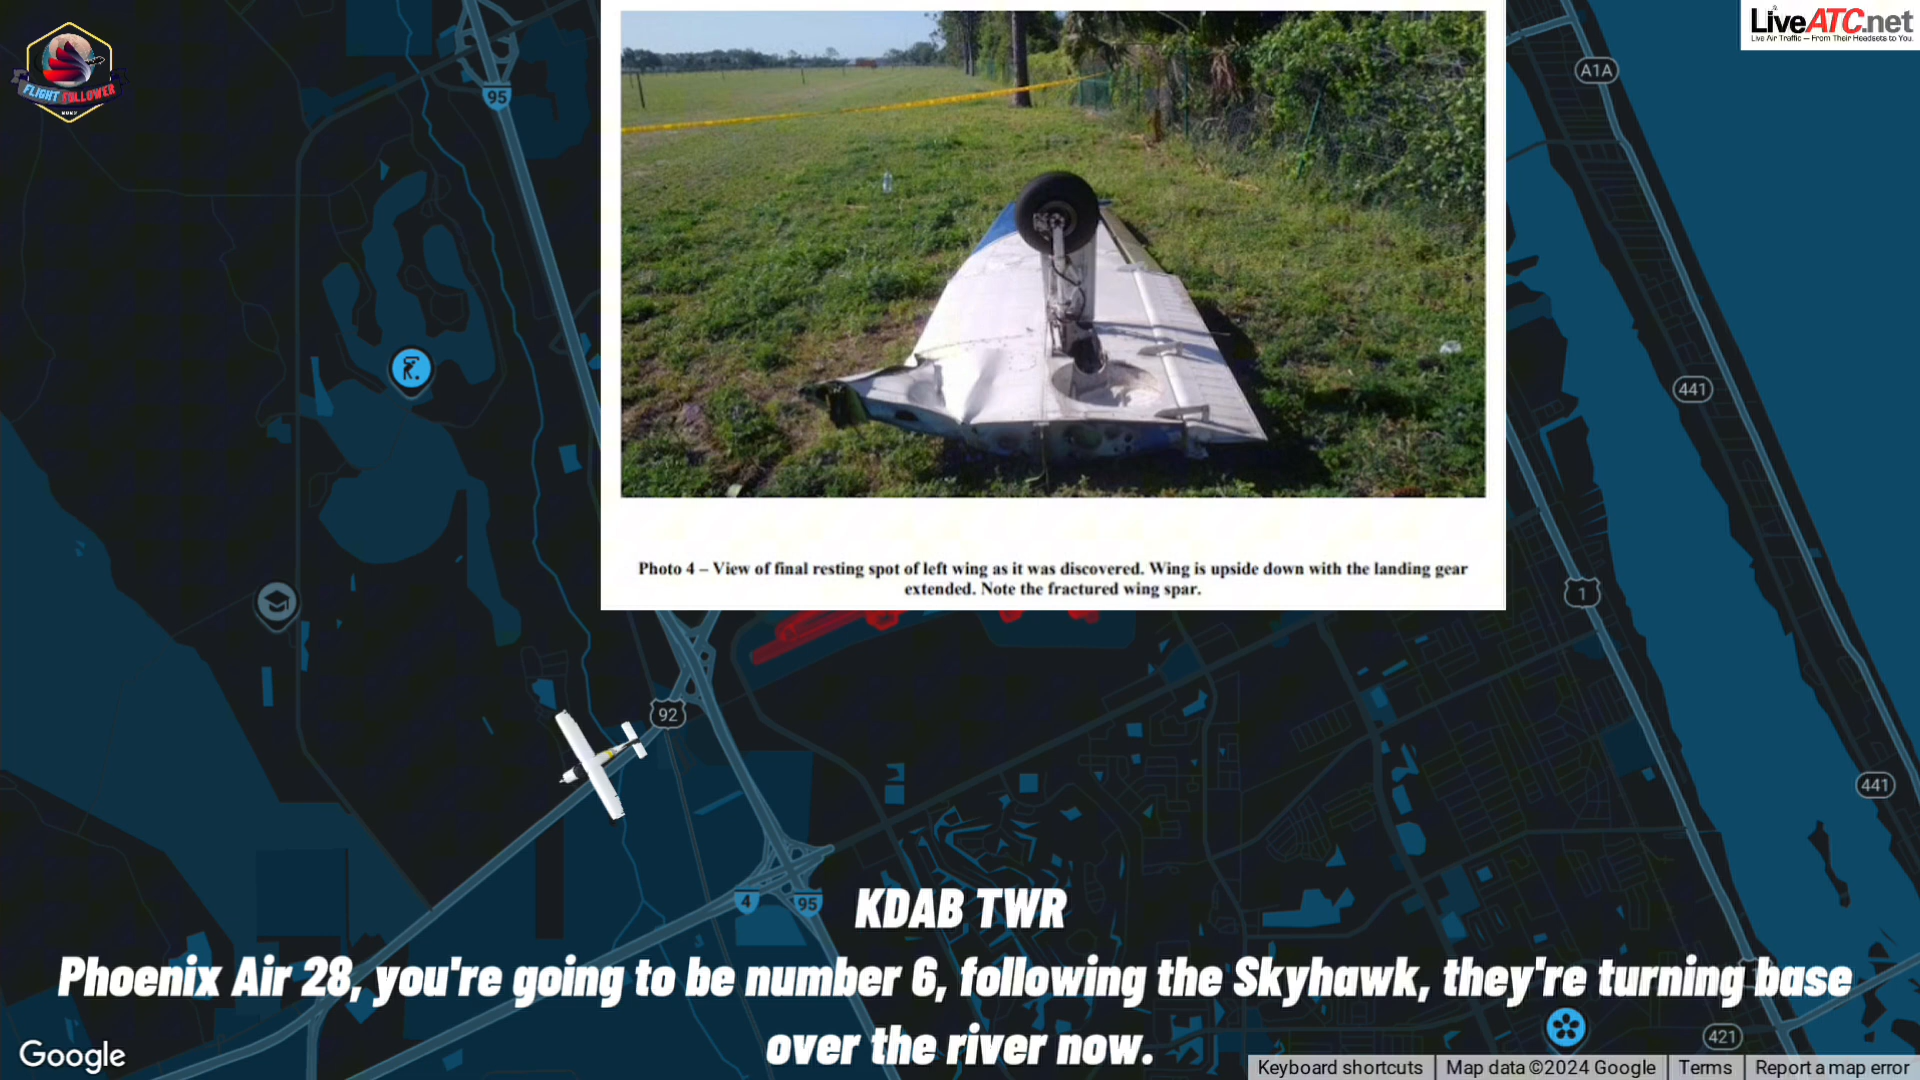 FLIGHT FOLLOWER
LiveATC.net
Live Air Traffic — From Their Headsets to You.
95
A1A
441
1
92
441
4
95
421
Photo 4 – View of final resting spot of left wing as it was discovered. Wing is upside down with the landing gear
extended. Note the fractured wing spar.
KDAB TWR
Phoenix Air 28, you're going to be number 6, following the Skyhawk, they're turning base
over the river now.
Google
Keyboard shortcuts
Map data ©2024 Google
Terms
Report a map error